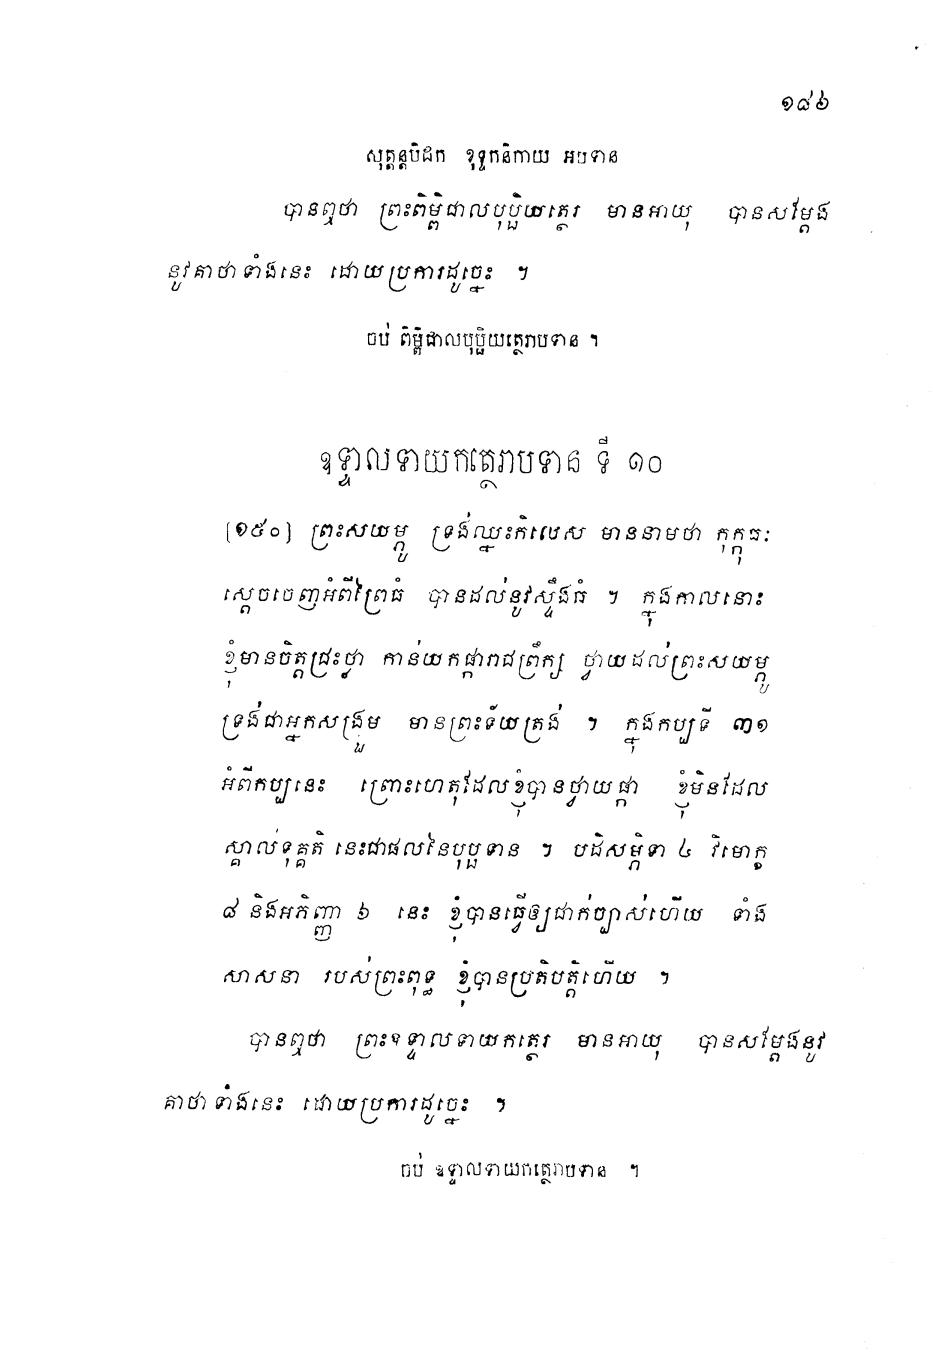 ១៨៦
សុត្តន្តបិដក ខុទ្ទកនិកាយ អបទាន
បានឮថា ព្រះពិម្ពិជាលបុប្ផិយត្ថេរ មានអាយុ បានសម្តែង
នូវគាថាទាំងនេះ ដោយប្រការដូច្នេះ ។
ចប់ ពិម្ពិជាលបុប្ផិយត្ថេរាបទាន ។
ឧទ្ទាលទាយកត្ថេរាបទាន ទី ១០
[១៥០] ព្រះសយម្ភូ ទ្រង់ឈ្នះកិលេស មាននាមថា កុក្កុធៈ
ស្តេចចេញអំពីព្រៃធំ បានដល់នូវស្ទឹងធំ ។ ក្នុងកាលនោះ
ខ្ញុំមានចិត្តជ្រះថ្លា កាន់យកផ្ការាជព្រឹក្ស ថ្វាយដល់ព្រះសយម្ភូ
ទ្រង់ជាអ្នកសង្រួម មានព្រះទ័យត្រង់ ។ ក្នុងកប្បទី ៣១
អំពីកប្បនេះ ព្រោះហេតុដែលខ្ញុំបានថ្វាយផ្កា ខ្ញុំមិនដែល
ស្គាល់ទុគ្គតិ នេះជាផលនៃបុប្ផទាន ។ បដិសម្ភិទា ៤ វិមោក្ខ
៨ និងអភិញ្ញា ៦ នេះ ខ្ញុំបានធ្វើឲ្យជាក់ច្បាស់ហើយ ទាំង
សាសនា របស់ព្រះពុទ្ធ ខ្ញុំបានប្រតិបត្តិហើយ ។
បានឮថា ព្រះឧទ្ទាលទាយកត្ថេរ មានអាយុ បានសម្តែងនូវ
គាថាទាំងនេះ ដោយប្រការដូច្នេះ ។
ចប់ ឧទ្ទាលទាយកត្ថេរាបទាន ។